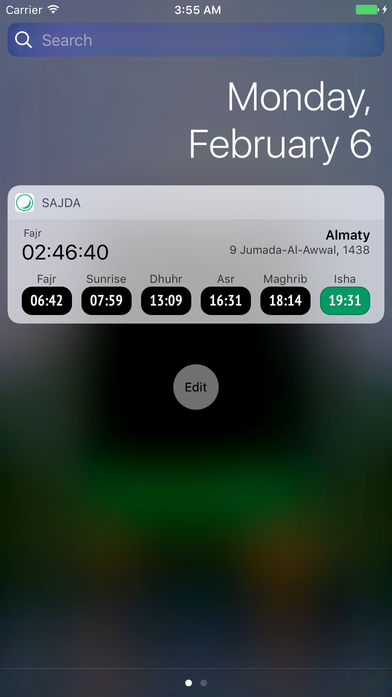 Carrier 3:55 AM
Search
Monday,
February 6
SAJDA
Fajr
02:46:40
Almaty
9 Jumada-Al-Awwal, 1438
Fajr Sunrise Dhuhr Asr Maghrib Isha
06:42 07:59 13:09 16:31 18:14 19:31
Edit